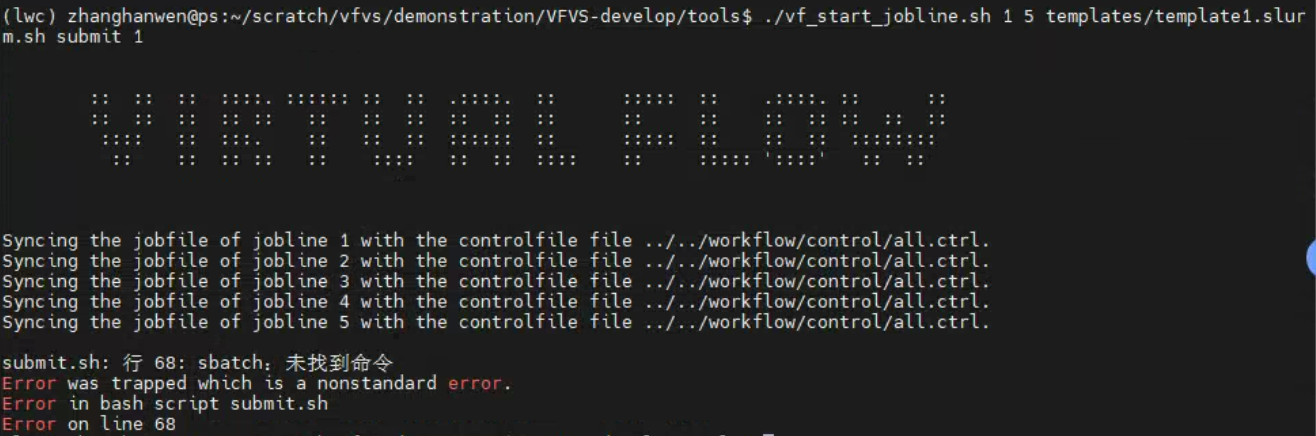 (lwc) zhanghanwen@ps:~/scratch/vfvs/demonstration/VFVS-develop/tools$ ./vf_start_jobline.sh 1 5 templates/template1.slur
m.sh submit 1
VIRTUAL FLOW
Syncing the jobfile of jobline 1 with the controlfile file ../../workflow/control/all.ctrl.
Syncing the jobfile of jobline 2 with the controlfile file ../../workflow/control/all.ctrl.
Syncing the jobfile of jobline 3 with the controlfile file ../../workflow/control/all.ctrl.
Syncing the jobfile of jobline 4 with the controlfile file ../../workflow/control/all.ctrl.
Syncing the jobfile of jobline 5 with the controlfile file ../../workflow/control/all.ctrl.
submit.sh: 行 68: sbatch：未找到命令
Error was trapped which is a nonstandard error.
Error in bash script submit.sh
Error on line 68